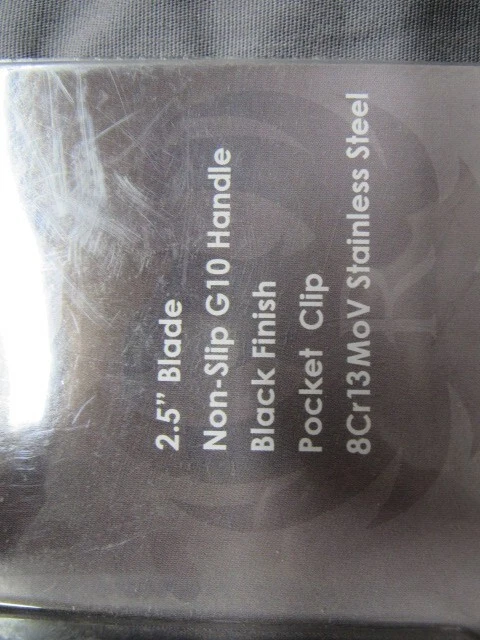 2.5” Blade
Non-Slip G10 Handle
Black Finish
Pocket Clip
8Cr13MoV Stainless Steel